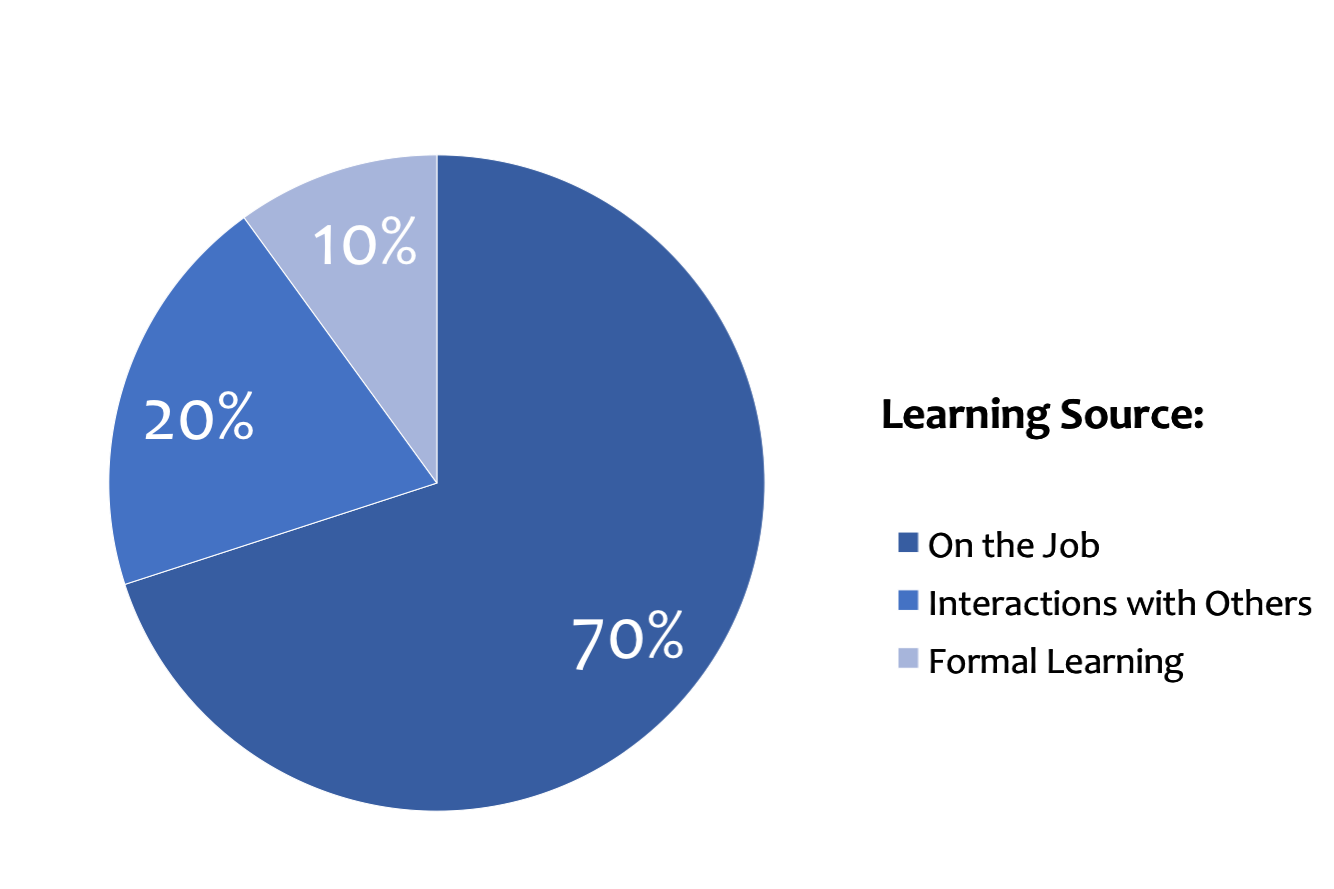 10%
20%
70%
Learning Source:
On the Job
Interactions with Others
Formal Learning